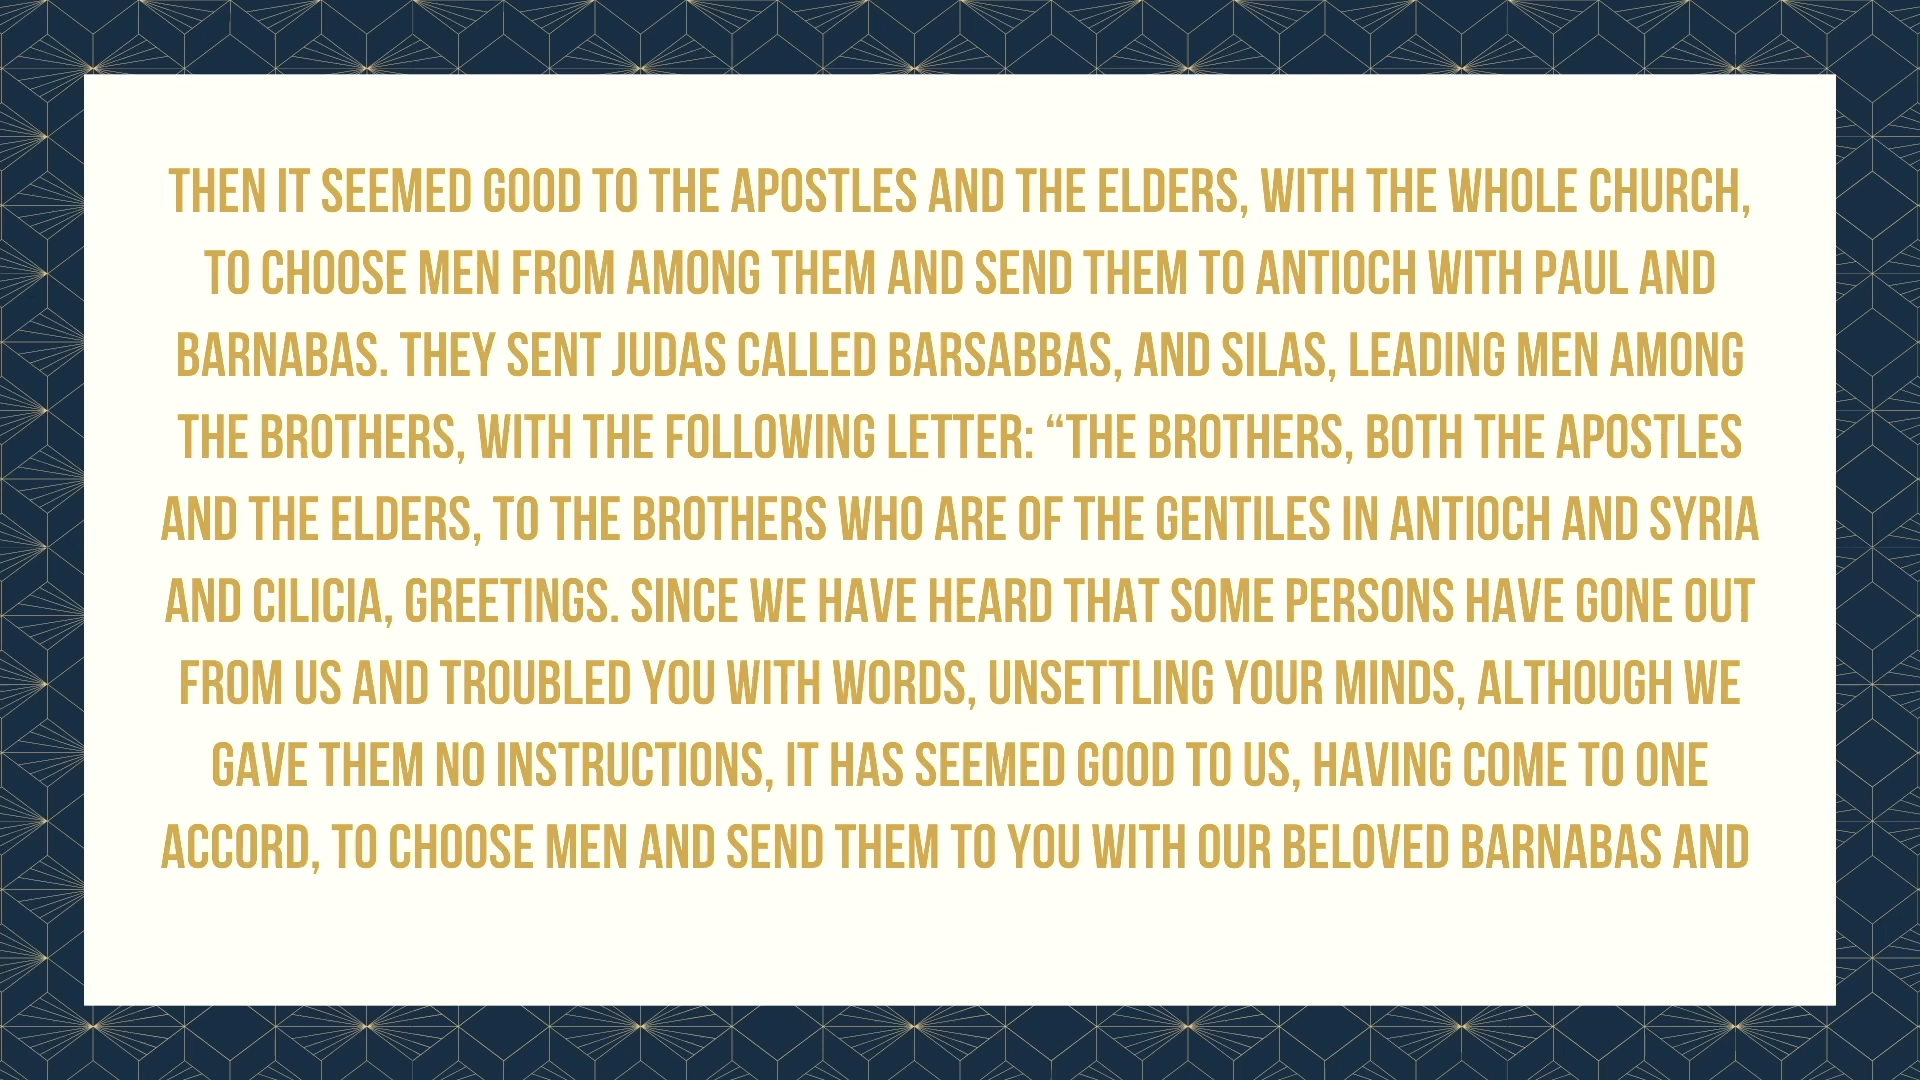 THEN IT SEEMED GOOD TO THE APOSTLES AND THE ELDERS, WITH THE WHOLE CHURCH,
TO CHOOSE MEN FROM AMONG THEM AND SEND THEM TO ANTIOCH WITH PAUL AND
BARNABAS. THEY SENT JUDAS CALLED BARSABBAS, AND SILAS, LEADING MEN AMONG
THE BROTHERS, WITH THE FOLLOWING LETTER: “THE BROTHERS, BOTH THE APOSTLES
AND THE ELDERS, TO THE BROTHERS WHO ARE OF THE GENTILES IN ANTIOCH AND SYRIA
AND CILICIA, GREETINGS. SINCE WE HAVE HEARD THAT SOME PERSONS HAVE GONE OUT
FROM US AND TROUBLED YOU WITH WORDS, UNSETTLING YOUR MINDS, ALTHOUGH WE
GAVE THEM NO INSTRUCTIONS, IT HAS SEEMED GOOD TO US, HAVING COME TO ONE
ACCORD, TO CHOOSE MEN AND SEND THEM TO YOU WITH OUR BELOVED BARNABAS AND